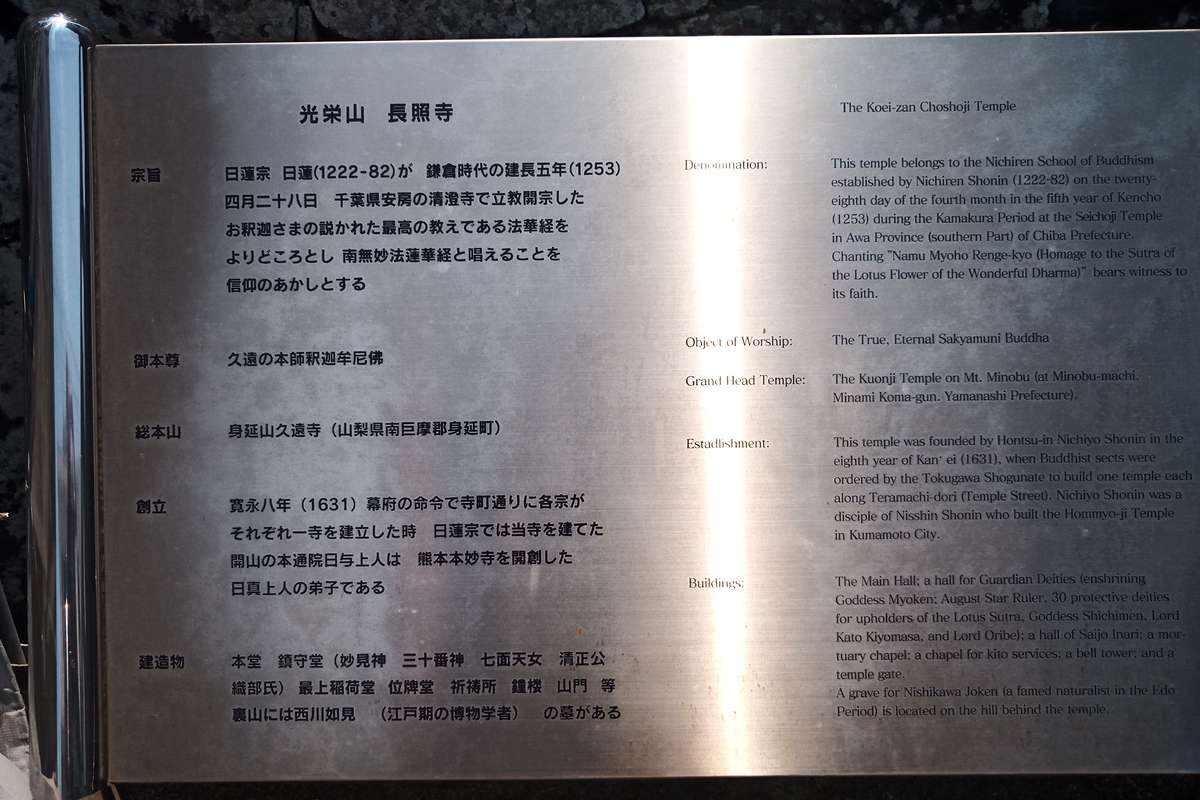 光栄山 長照寺
宗旨 日蓮宗 日蓮(1222-82)が 鎌倉時代の建長五年(1253)
四月二十八日 千葉県安房の清澄寺で立教開宗した
お釈迦さまの説かれた最高の教えである法華経を
よりどころとし 南無妙法蓮華経と唱えることを
信仰のあかしとする
御本尊 久遠の本師釈迦牟尼佛
総本山 身延山久遠寺（山梨県南巨摩郡身延町）
創立 寛永八年（1631）幕府の命令で寺町通りに各宗が
それぞれ一寺を建立した時 日蓮宗では当寺を建てた
開山の本通院日与上人は 熊本本妙寺を開創した
日真上人の弟子である
建造物 本堂 鎮守堂（妙見神 三十番神 七面天女 清正公
織部氏） 最上稲荷堂 位牌堂 祈祷所 鐘楼 山門 等
裏山には西川如見 （江戸期の博物学者） の墓がある
The Koei-zan Choshoji Temple
Denomination: This temple belongs to the Nichiren School of Buddhism
established by Nichiren Shonin (1222-82) on the twenty-
eighth day of the fourth month in the fifth year of Kencho
(1253) during the Kamakura Period at the Seichoji Temple
in Awa Province (southern Part) of Chiba Prefecture.
Chanting "Namu Myoho Renge-kyo (Homage to the Sutra of
the Lotus Flower of the Wonderful Dharma)" bears witness to
its faith.
Object of Worship: The True, Eternal Sakyamuni Buddha
Grand Head Temple: The Kuonji Temple on Mt. Minobu (at Minobu-machi.
Minami Koma-gun. Yamanashi Prefecture).
Estadlishment: This temple was founded by Hontsu-in Nichiyo Shonin in the
eighth year of Kan' ei (1631), when Buddhist sects were
ordered by the Tokugawa Shogunate to build one temple each
along Teramachi-dori (Temple Street). Nichiyo Shonin was a
disciple of Nisshin Shonin who built the Hommyo-ji Temple
in Kumamoto City.
Buildings: The Main Hall; a hall for Guardian Deities (enshrining
Goddess Myoken; August Star Ruler, 30 protective deities
for upholders of the Lotus Sutra, Goddess Shichimen, Lord
Kato Kiyomasa, and Lord Oribe); a hall of Saijo Inari; a mor-
tuary chapel; a chapel for kito services; a bell tower; and a
temple gate.
A grave for Nishikawa Joken (a famed naturalist in the Edo
Period) is located on the hill behind the temple.